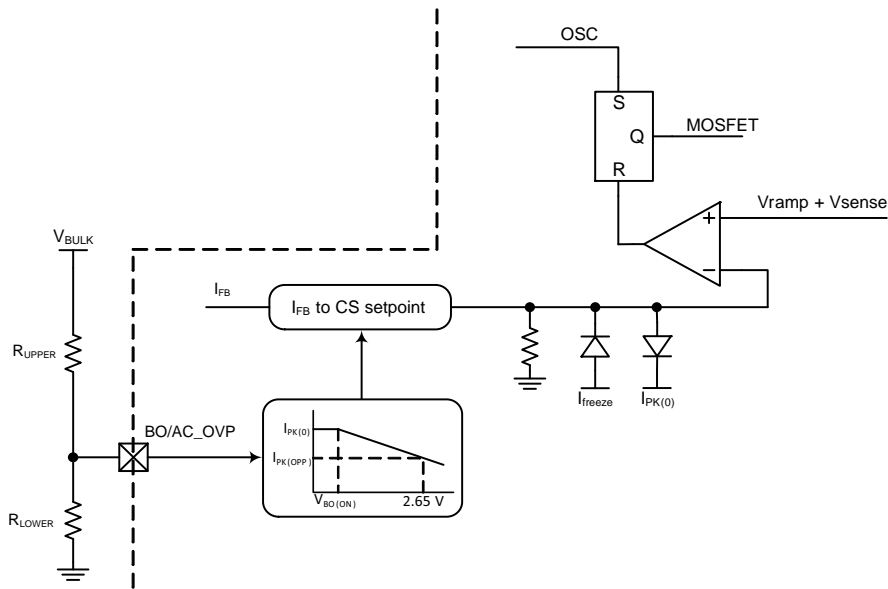 OSC
S
Q
MOSFET
R
Vramp + Vsense
+
−
V_BULK
I_FB
I_FB to CS setpoint
R_UPPER
I_freeze
I_PK(0)
BO/AC_OVP
I_PK(0)
I_PK(OPP)
V_BO(ON)
2.65 V
R_LOWER